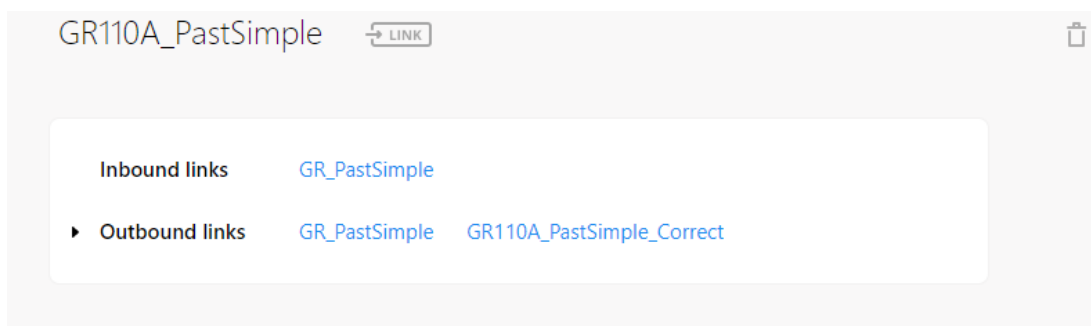 GR110A_PastSimple LINK
Inbound links GR_PastSimple
Outbound links GR_PastSimple GR110A_PastSimple_Correct